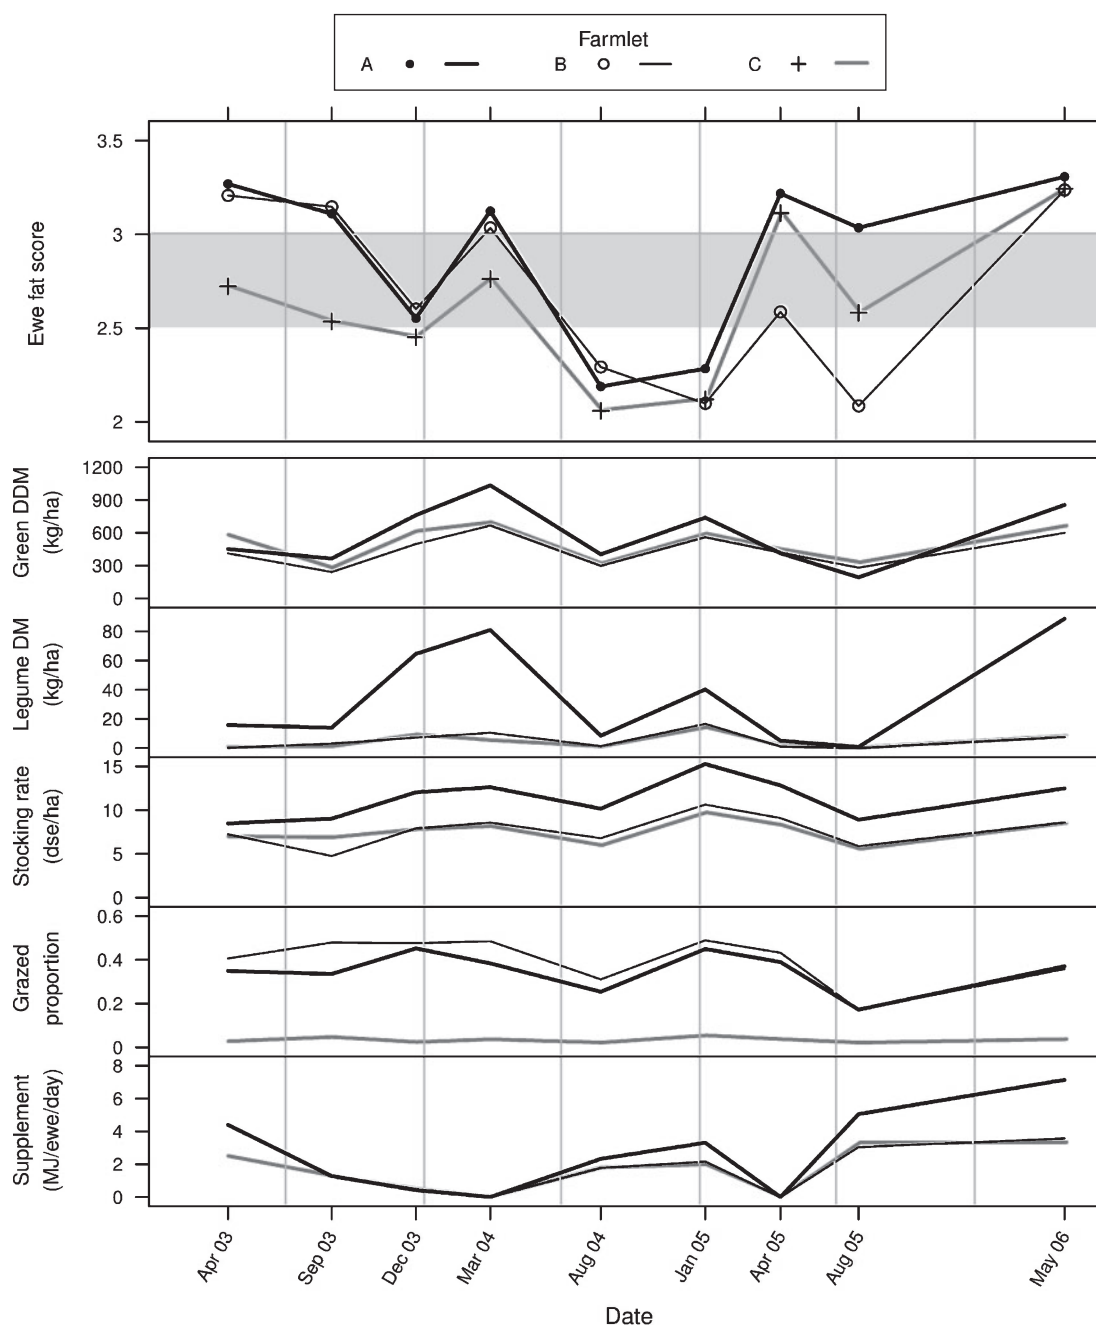 Farmlet
A B C
Ewe fat score
3.5
3
2.5
2
Green DDM
(kg/ha)
1200
900
600
300
0
Legume DM
(kg/ha)
80
60
40
20
0
Stocking rate
(dse/ha)
15
10
5
0
Grazed
proportion
0.6
0.4
0.2
0
Supplement
(MJ/ewe/day)
8
6
4
2
0
Apr 03 Sep 03 Dec 03 Mar 04 Aug 04 Jan 05 Apr 05 Aug 05 May 06
Date